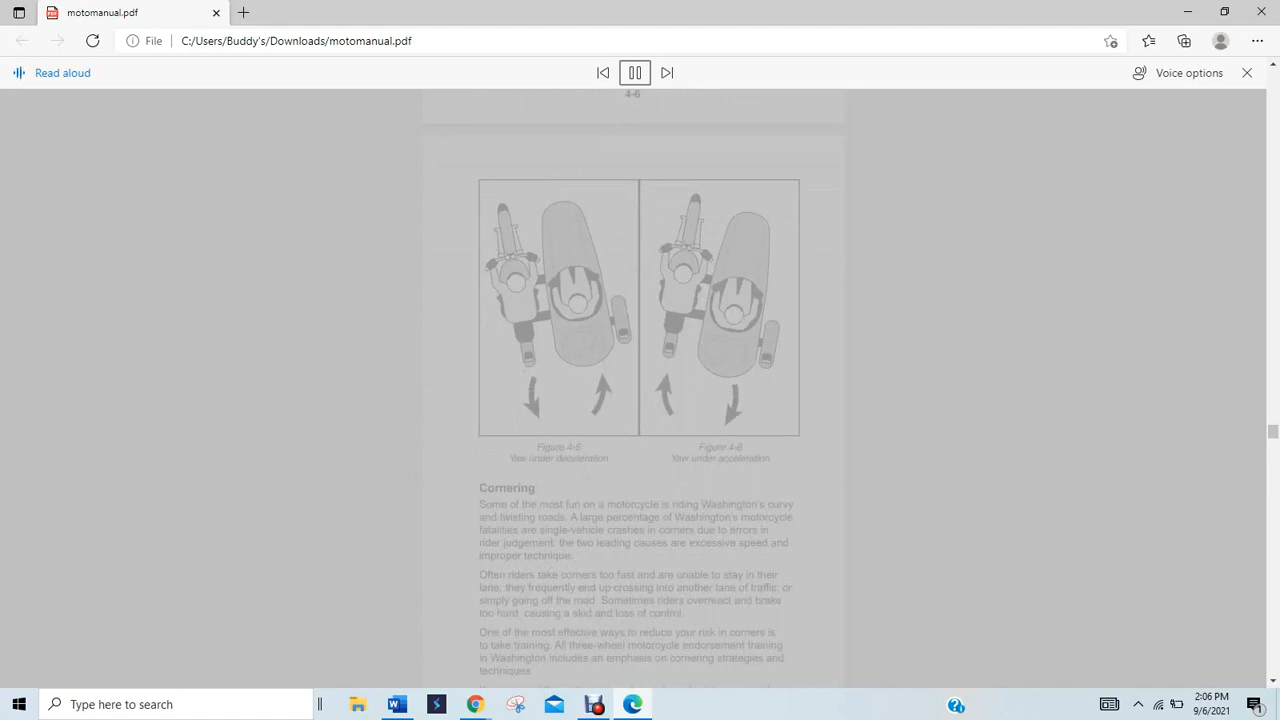 motomanual.pdf
File
C:/Users/Buddy's/Downloads/motomanual.pdf
Read aloud
Voice options
4-6
Figure 4-5:
Yaw under deceleration
Figure 4-6
Yaw under acceleration
Cornering
Some of the most fun on a motorcycle is riding Washington's curvy
and twisting roads. A large percentage of Washington's motorcycle
fatalities are single-vehicle crashes in corners due to errors in
rider judgement: the two leading causes are excessive speed and
improper technique.
Often riders take corners too fast and are unable to stay in their
lane; they frequently end up crossing into another lane of traffic, or
simply going off the road. Sometimes riders overreact and brake
too hard, causing a skid and loss of control.
One of the most effective ways to reduce your risk in corners is
to take training. All three-wheel motorcycle endorsement training
in Washington includes an emphasis on cornering strategies and
techniques.
Type here to search
2:06 PM
9/6/2021